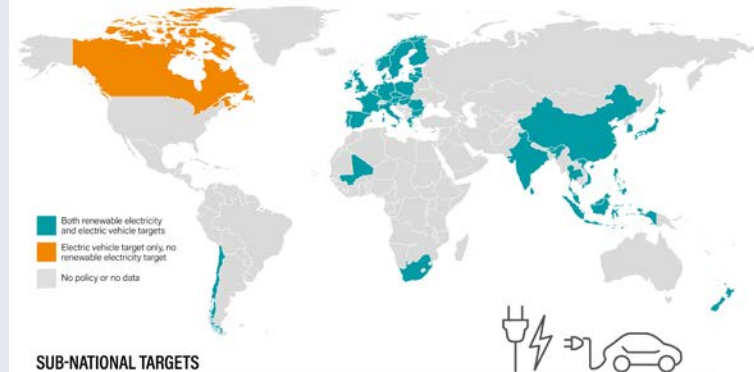 Both renewable electricity
and electric vehicle targets
Electric vehicle target only, no
renewable electricity target
No policy or no data
SUB-NATIONAL TARGETS